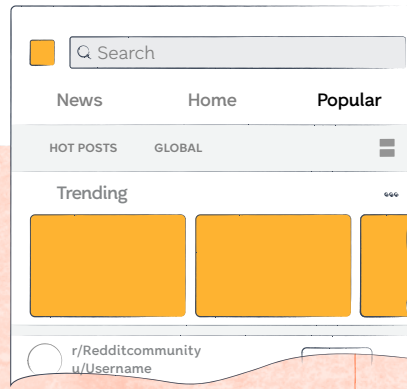 Search
News Home Popular
HOT POSTS GLOBAL
Trending
r/Redditcommunity
u/Username